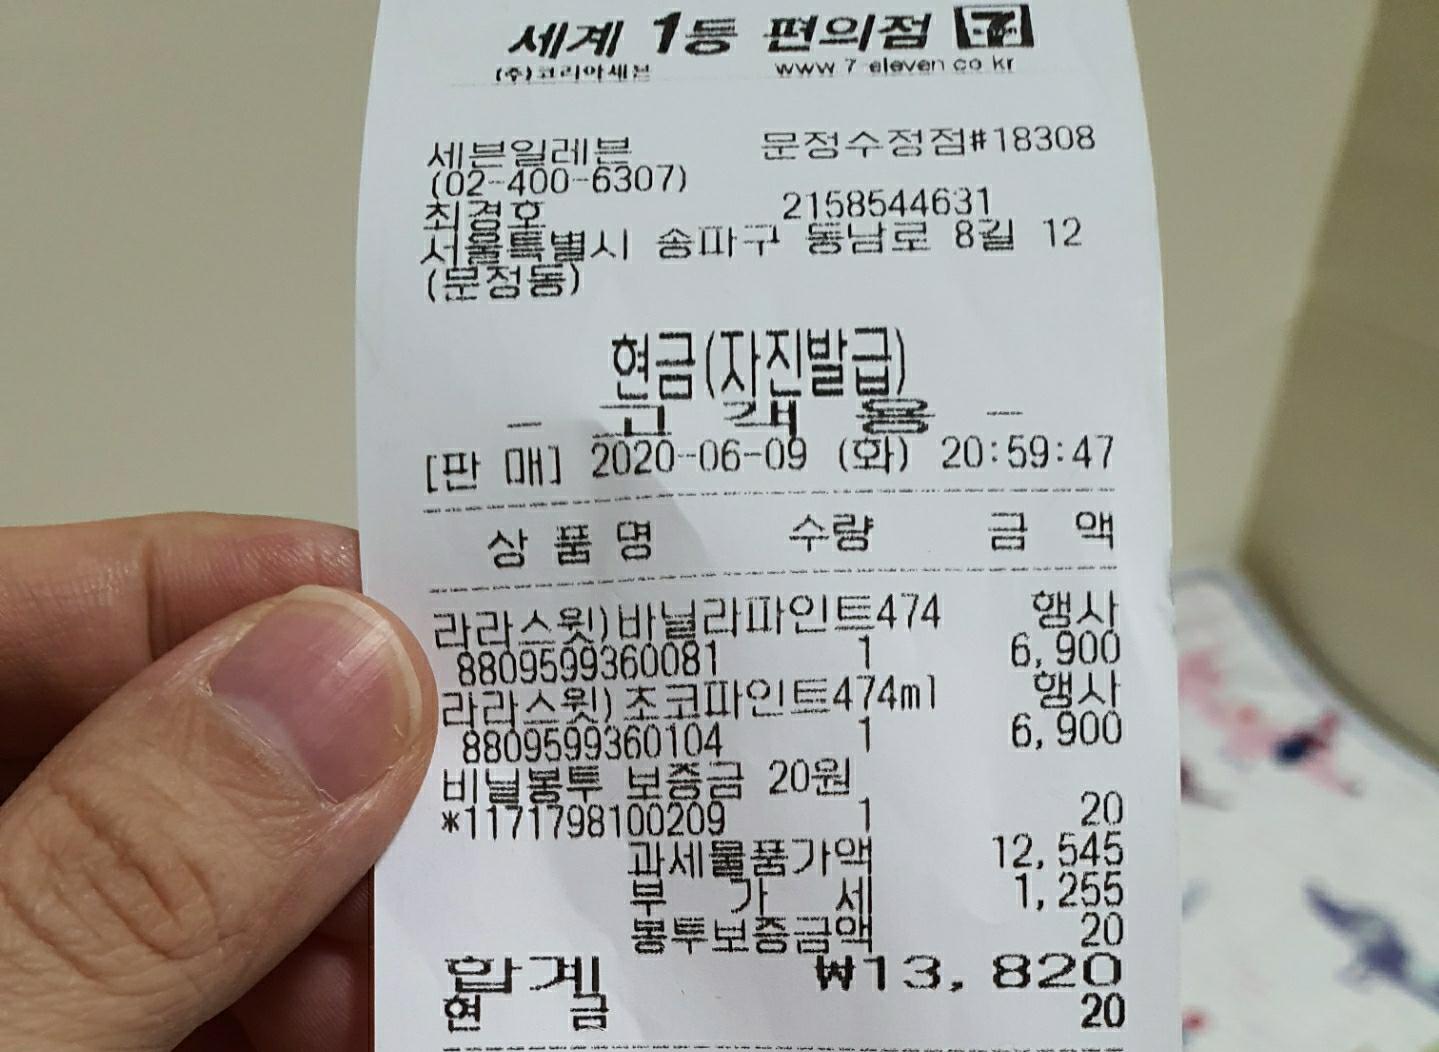 세계 1등 편의점 7
(주)코리아세븐 www 7 eleven co kr
세븐일레븐 문정수정점#18308
(02-400-6307)
최경호 2158544631
서울특별시 송파구 동남로 8길 12
(문정동)
현금(자진발급)
- 고 객 용 -
[판 매] 2020-06-09 (화) 20:59:47
상 품 명 수량 금 액
라라스윗)바닐라파인트474 행사
8809599360081 1 6,900
라라스윗)초코파인트474ml 행사
8809599360104 1 6,900
비닐봉투 보증금 20원
*1171798100209 1 20
과세물품가액 12,545
부 가 세 1,255
봉투보증금액 20
합계 ₩13,820
현 금 20